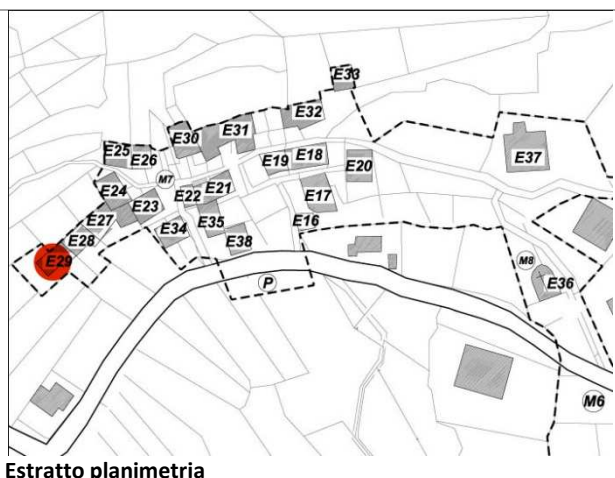 E33
E32
E30
E31
E25
E26
E19
E18
E20
E37
M7
E24
E22
E21
E17
E23
E27
E35
E16
E34
E28
E38
E29
M8
E36
P
M6
Estratto planimetria